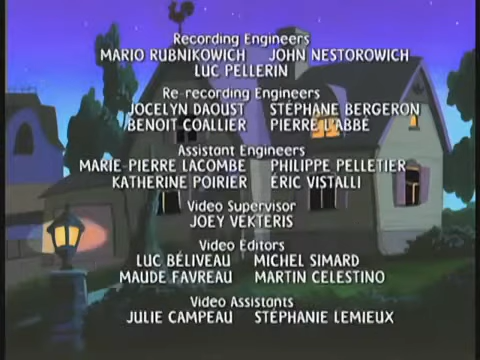 Recording Engineers
MARIO RUBNIKOWICH JOHN NESTOROWICH
LUC PELLERIN
Re-recording Engineers
JOCELYN DAOUST STÉPHANE BERGERON
BENOIT COALLIER PIERRE L'ABBÉ
Assistant Engineers
MARIE-PIERRE LACOMBE PHILIPPE PELLETIER
KATHERINE POIRIER ÉRIC VISTALLI
Video Supervisor
JOEY VEKTERIS
Video Editors
LUC BÉLIVEAU MICHEL SIMARD
MAUDE FAVREAU MARTIN CELESTINO
Video Assistants
JULIE CAMPEAU STÉPHANIE LEMIEUX